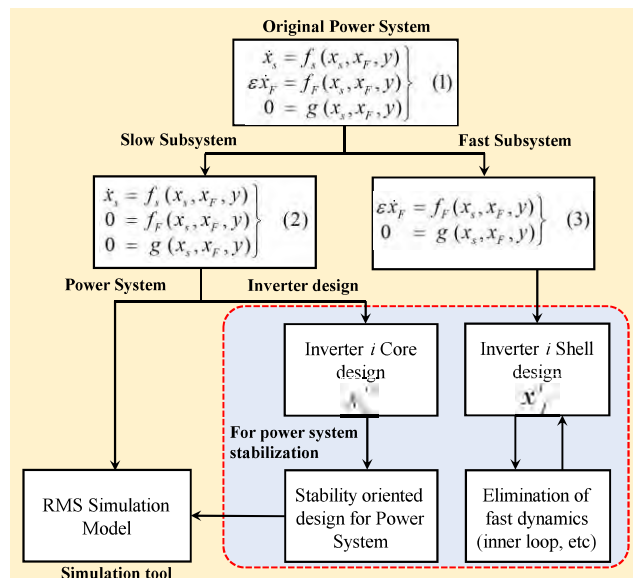 Original Power System
ẋ_s = f_s (x_s, x_F, y)
εẋ_F = f_F (x_s, x_F, y)
0 = g (x_s, x_F, y)
(1)
Slow Subsystem
Fast Subsystem
ẋ_s = f_s (x_s, x_F, y)
0 = f_F (x_s, x_F, y)
0 = g (x_s, x_F, y)
(2)
εẋ_F = f_F (x_s, x_F, y)
0 = g (x_s, x_F, y)
(3)
Power System
Inverter design
Inverter i Core
design
Inverter i Shell
design
For power system
stabilization
RMS Simulation
Model
Stability oriented
design for Power
System
Elimination of
fast dynamics
(inner loop, etc)
Simulation tool